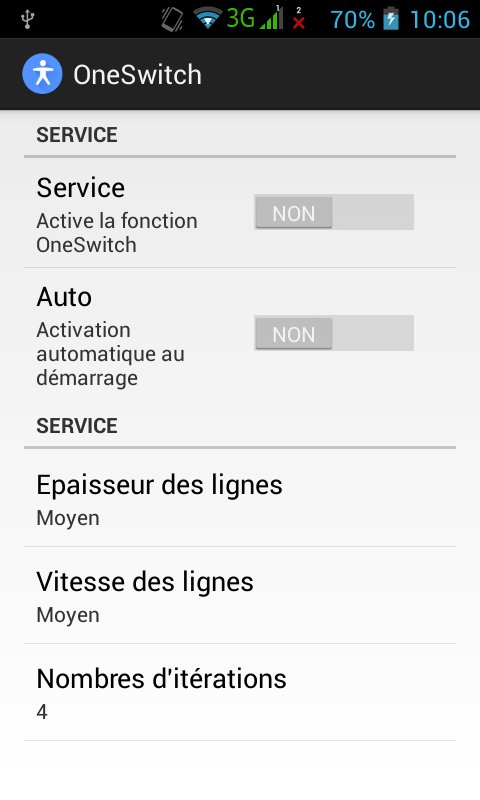 3G 1 2 70% 10:06
OneSwitch
SERVICE
Service
Active la fonction
OneSwitch
NON
Auto
Activation
automatique au
démarrage
NON
SERVICE
Epaisseur des lignes
Moyen
Vitesse des lignes
Moyen
Nombres d'itérations
4